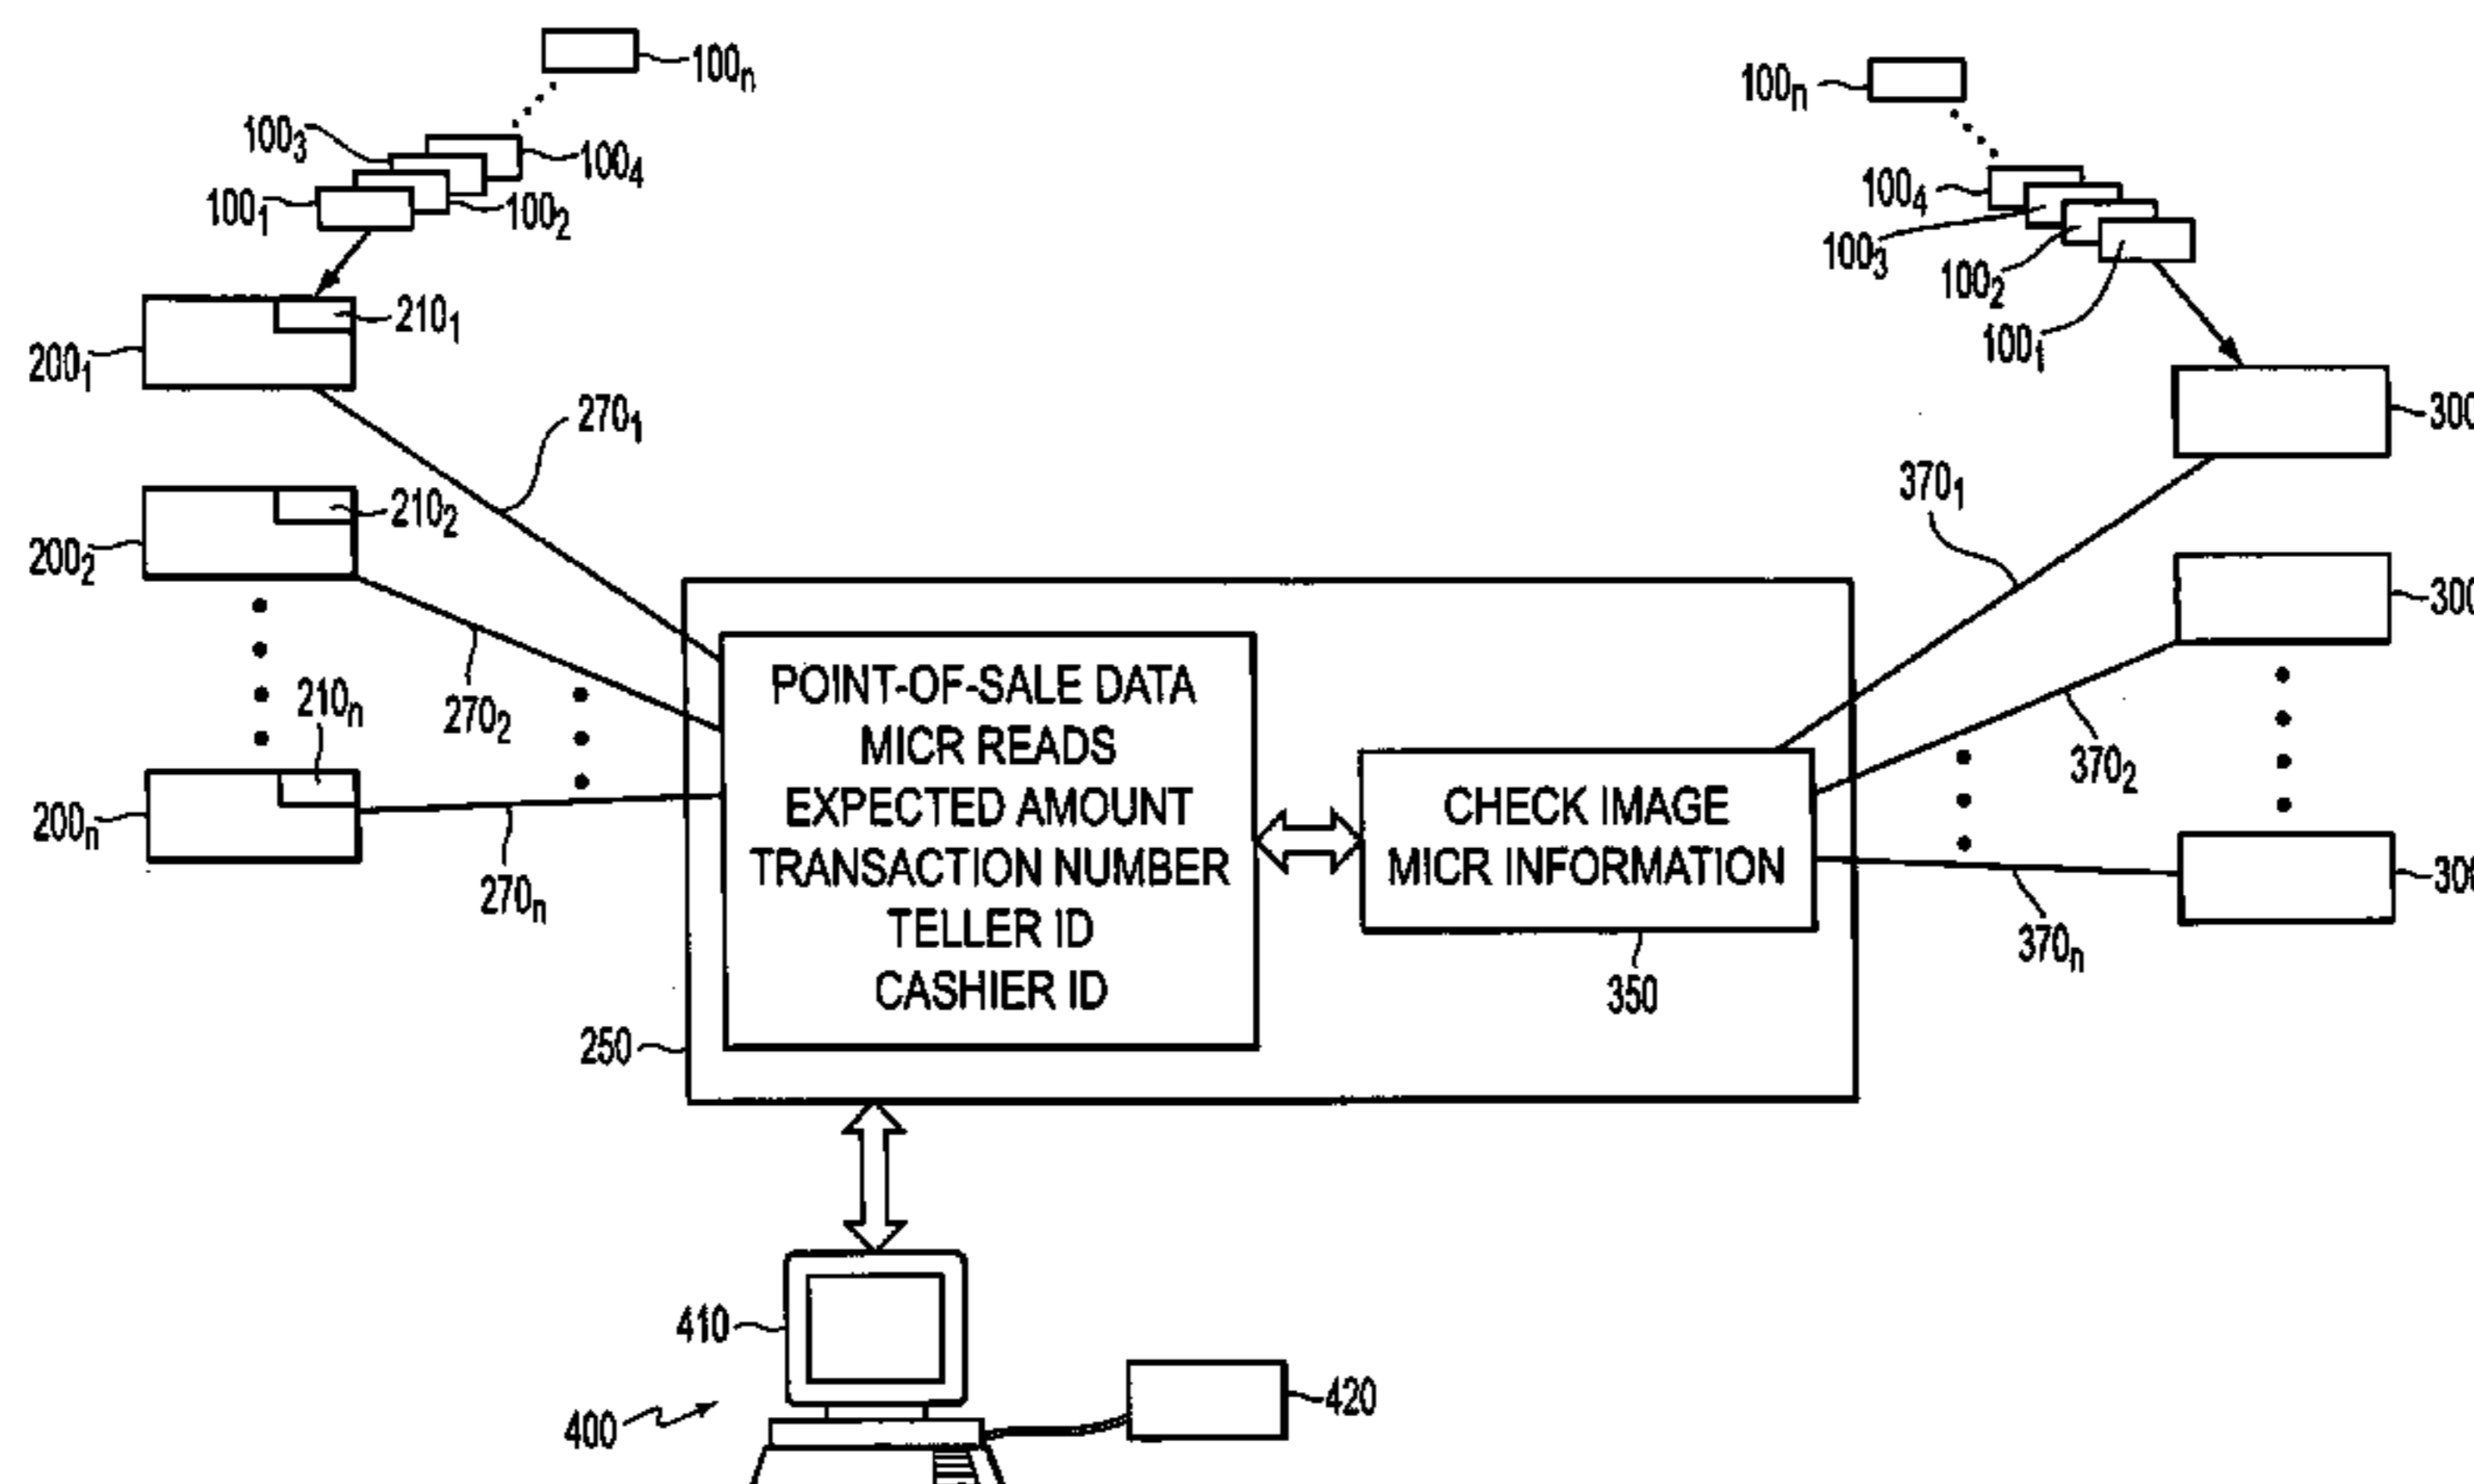 100n
100n
1003
1004
1001
1002
1004
1003
1002
1001
2101
2001
300
2701
3701
2102
2002
300
2702
3702
210n
200n
270n
370n
POINT-OF-SALE DATA
MICR READS
EXPECTED AMOUNT
TRANSACTION NUMBER
TELLER ID
CASHIER ID
CHECK IMAGE
MICR INFORMATION
350
250
410
400
420